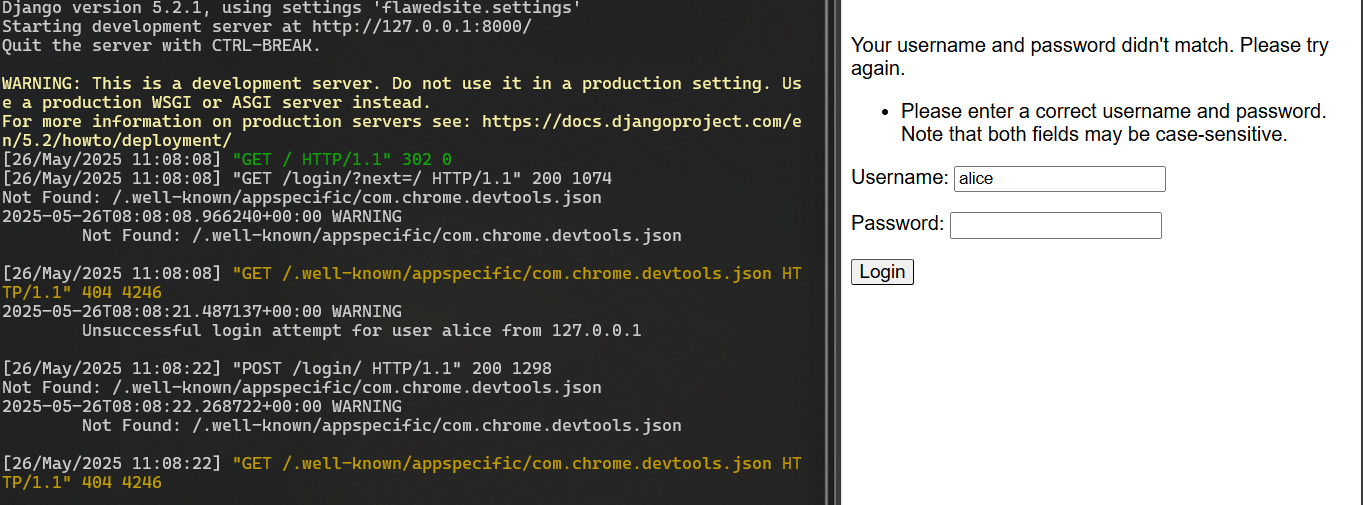 Django version 5.2.1, using settings 'flawedsite.settings'
Starting development server at http://127.0.0.1:8000/
Quit the server with CTRL-BREAK.
WARNING: This is a development server. Do not use it in a production setting. Us
e a production WSGI or ASGI server instead.
For more information on production servers see: https://docs.djangoproject.com/e
n/5.2/howto/deployment/
[26/May/2025 11:08:08] "GET / HTTP/1.1" 302 0
[26/May/2025 11:08:08] "GET /login/?next=/ HTTP/1.1" 200 1074
Not Found: /.well-known/appspecific/com.chrome.devtools.json
2025-05-26T08:08:08.966240+00:00 WARNING
Not Found: /.well-known/appspecific/com.chrome.devtools.json
[26/May/2025 11:08:08] "GET /.well-known/appspecific/com.chrome.devtools.json HT
TP/1.1" 404 4246
2025-05-26T08:08:21.487137+00:00 WARNING
Unsuccessful login attempt for user alice from 127.0.0.1
[26/May/2025 11:08:22] "POST /login/ HTTP/1.1" 200 1298
Not Found: /.well-known/appspecific/com.chrome.devtools.json
2025-05-26T08:08:22.268722+00:00 WARNING
Not Found: /.well-known/appspecific/com.chrome.devtools.json
[26/May/2025 11:08:22] "GET /.well-known/appspecific/com.chrome.devtools.json HT
TP/1.1" 404 4246
Your username and password didn't match. Please try
again.
• Please enter a correct username and password.
Note that both fields may be case-sensitive.
Username: alice
Password:
Login